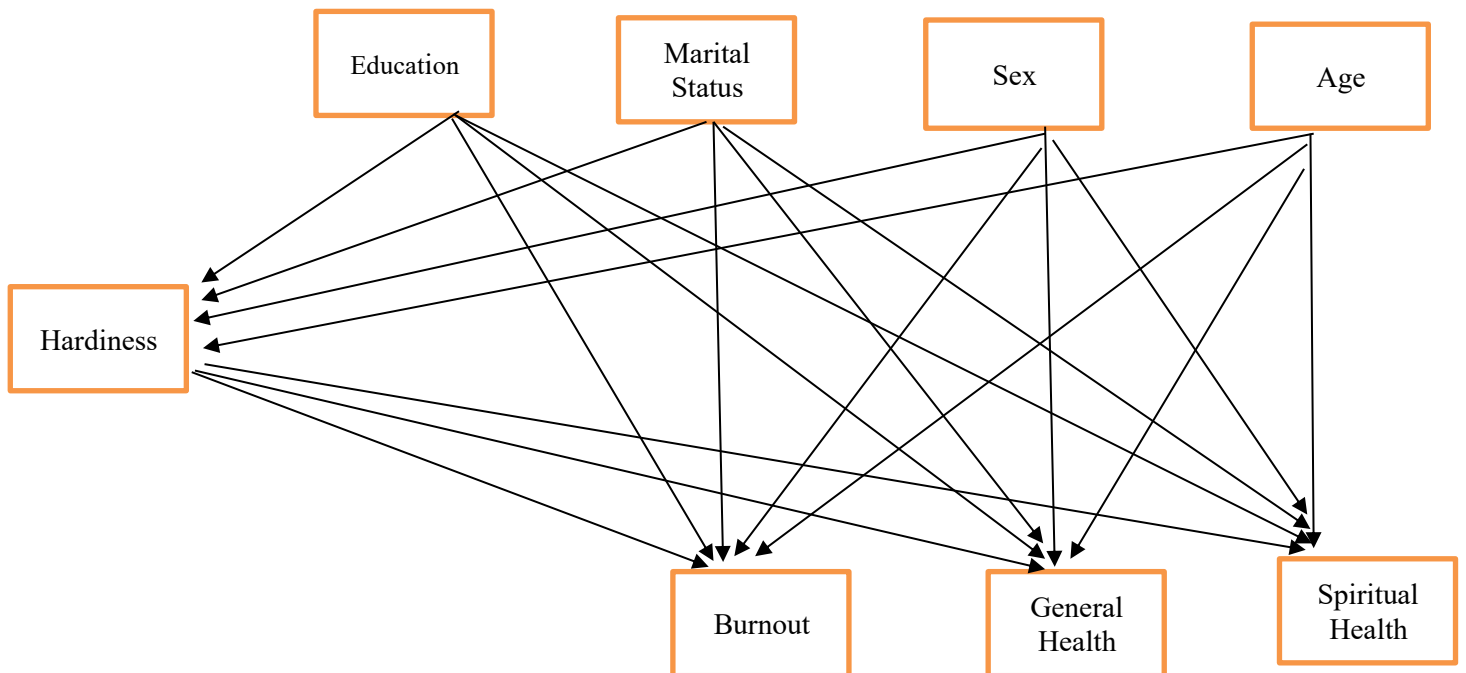 Education
Marital
Status
Sex
Age
Hardiness
Burnout
General
Health
Spiritual
Health